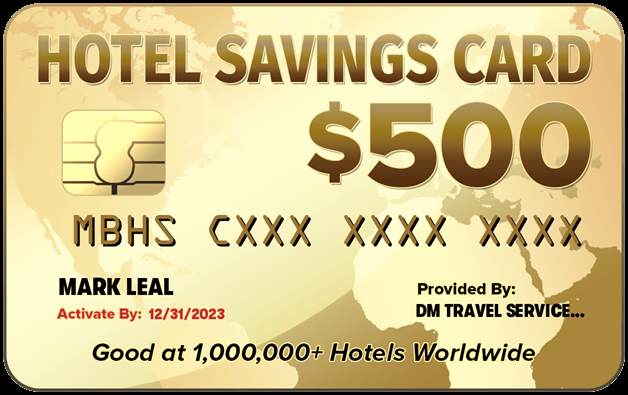 HOTEL SAVINGS CARD
$500
MBHS CXXX XXXX XXXX
MARK LEAL
Activate By: 12/31/2023
Provided By:
DM TRAVEL SERVICE...
Good at 1,000,000+ Hotels Worldwide